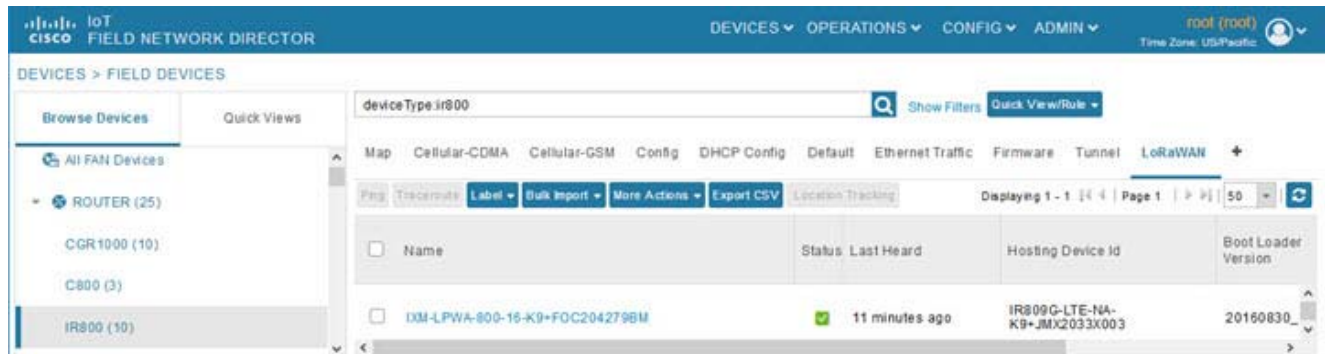 cisco IoT
FIELD NETWORK DIRECTOR
DEVICES OPERATIONS CONFIG ADMIN
root (root)
Time Zone: US/Pacific
DEVICES > FIELD DEVICES
Browse Devices
Quick Views
All FAN Devices
ROUTER (25)
CGR1000 (10)
C800 (3)
IR800 (10)
deviceType:ir800
Show Filters
Quick View/Rule
Map Cellular-CDMA Cellular-GSM Config DHCP Config Default Ethernet Traffic Firmware Tunnel LoRaWAN +
Ping Traceroute Label Bulk Import More Actions Export CSV Location Tracking
Displaying 1 - 1 | Page 1 | 50
Name
Status
Last Heard
Hosting Device Id
Boot Loader
Version
IXM-LPWA-800-16-K9+FOC204279BM
11 minutes ago
IR809G-LTE-NA-
K9+JMX2033X003
20160830_